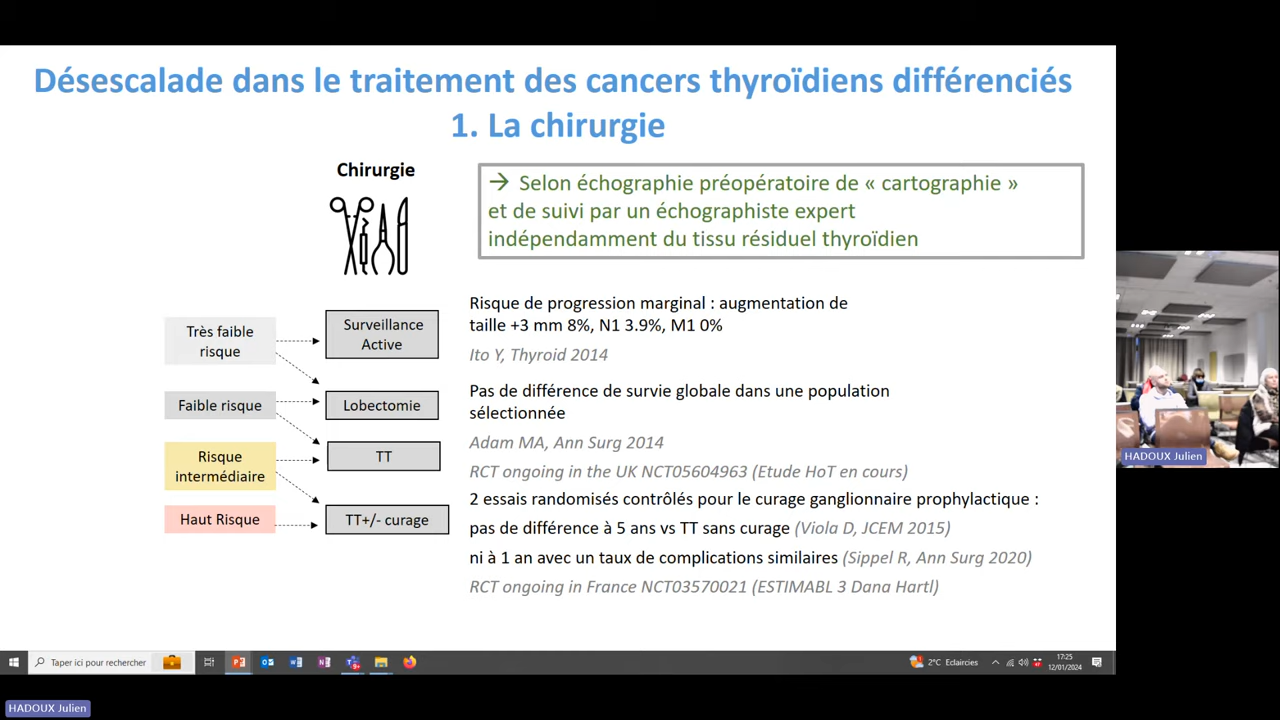 Désescalade dans le traitement des cancers thyroïdiens différenciés
1. La chirurgie
Chirurgie
→ Selon échographie préopératoire de « cartographie »
et de suivi par un échographiste expert
indépendamment du tissu résiduel thyroïdien
Très faible
risque
Surveillance
Active
Risque de progression marginal : augmentation de
taille +3 mm 8%, N1 3.9%, M1 0%
Ito Y, Thyroid 2014
Faible risque
Lobectomie
Pas de différence de survie globale dans une population
sélectionnée
Adam MA, Ann Surg 2014
Risque
intermédiaire
TT
RCT ongoing in the UK NCT05604963 (Etude HoT en cours)
Haut Risque
TT+/- curage
2 essais randomisés contrôlés pour le curage ganglionnaire prophylactique :
pas de différence à 5 ans vs TT sans curage (Viola D, JCEM 2015)
ni à 1 an avec un taux de complications similaires (Sippel R, Ann Surg 2020)
RCT ongoing in France NCT03570021 (ESTIMABL 3 Dana Hartl)
HADOUX Julien
Taper ici pour rechercher
2°C Eclaircies
17:25
12/01/2024
HADOUX Julien